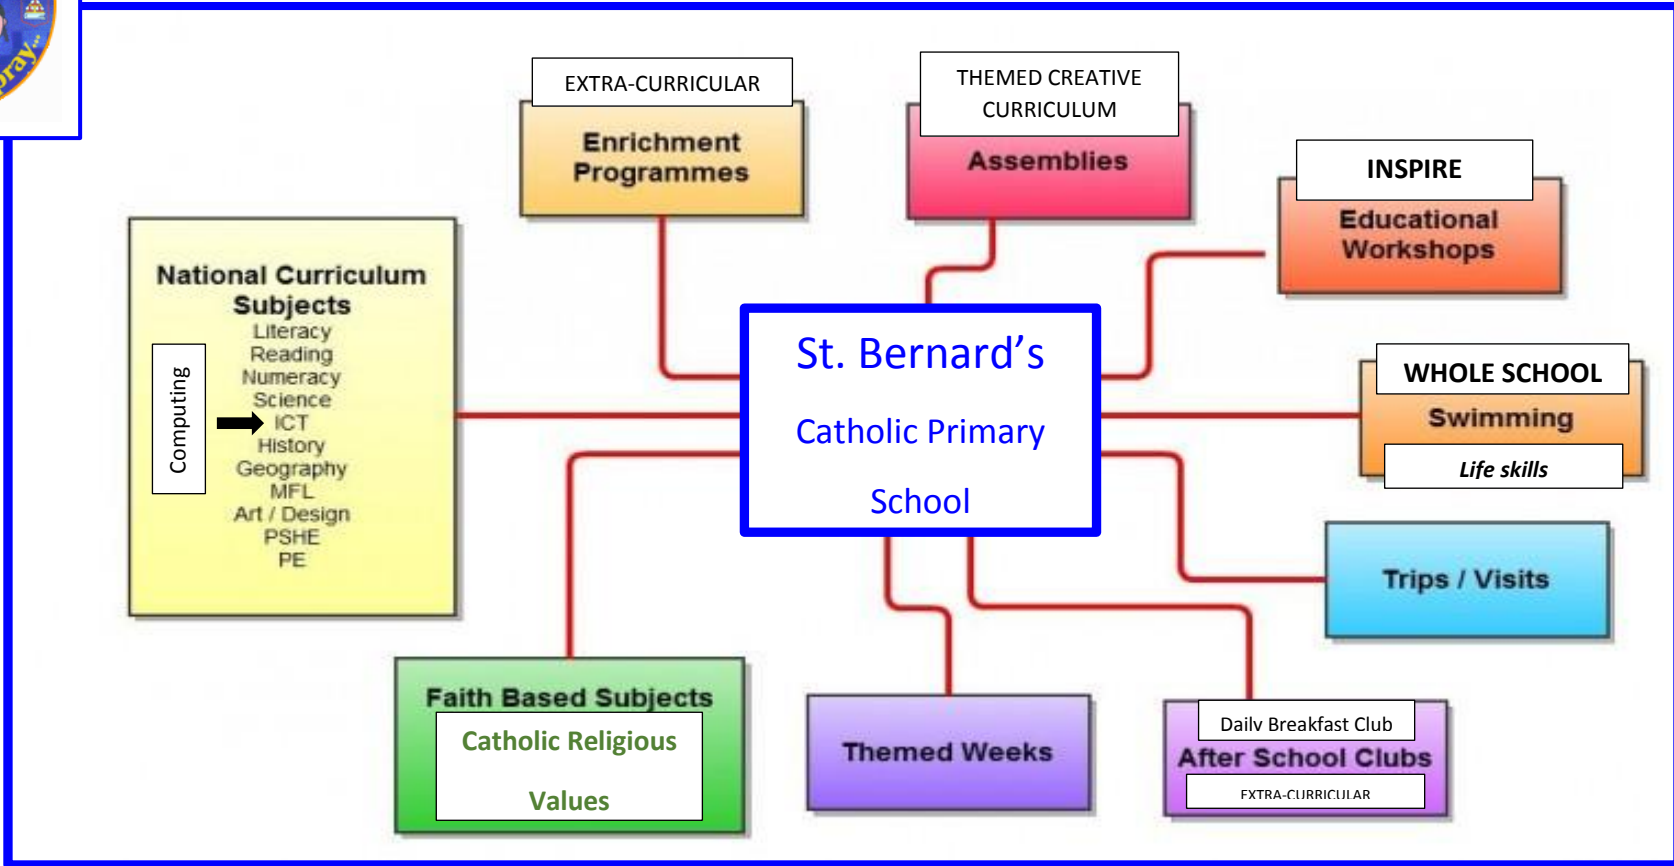 pray...
EXTRA-CURRICULAR
Enrichment
Programmes
THEMED CREATIVE
CURRICULUM
Assemblies
INSPIRE
Educational
Workshops
National Curriculum
Subjects
Literacy
Reading
Numeracy
Science
ICT
History
Geography
MFL
Art / Design
PSHE
PE
Computing
St. Bernard’s
Catholic Primary
School
WHOLE SCHOOL
Swimming
Life skills
Trips / Visits
Faith Based Subjects
Catholic Religious
Values
Themed Weeks
Daily Breakfast Club
After School Clubs
EXTRA-CURRICULAR